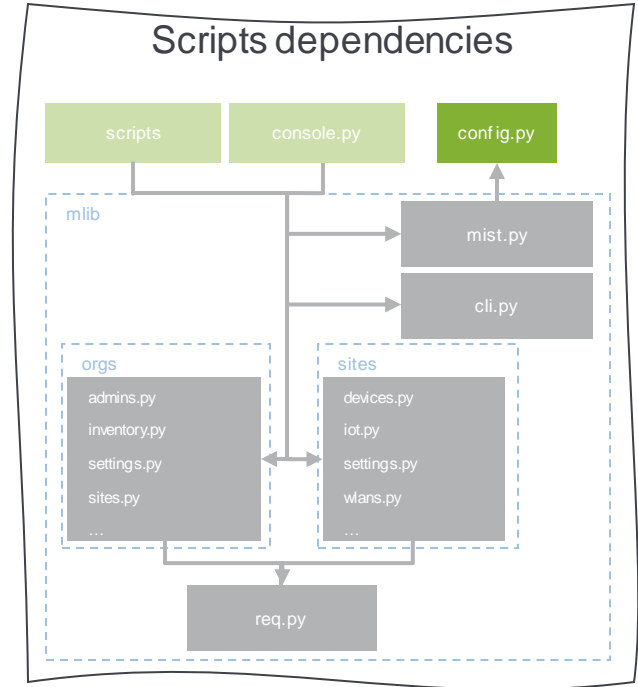 Scripts dependencies
scripts
console.py
config.py
mlib
mist.py
cli.py
orgs
admins.py
inventory.py
settings.py
sites.py
...
sites
devices.py
iot.py
settings.py
wlans.py
...
req.py